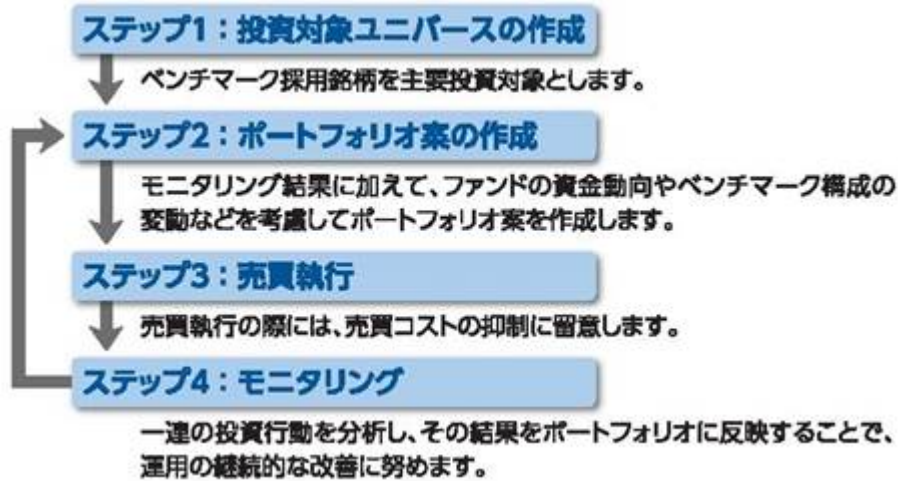 ステップ1：投資対象ユニバースの作成
ベンチマーク採用銘柄を主要投資対象とします。
ステップ2：ポートフォリオ案の作成
モニタリング結果に加えて、ファンドの資金動向やベンチマーク構成の
変動などを考慮してポートフォリオ案を作成します。
ステップ3：売買執行
売買執行の際には、売買コストの抑制に留意します。
ステップ4：モニタリング
一連の投資行動を分析し、その結果をポートフォリオに反映することで、
運用の継続的な改善に努めます。